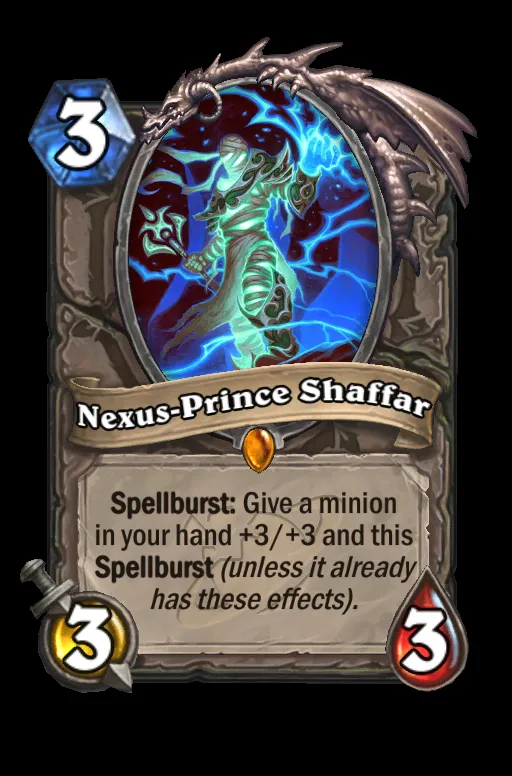 3
Nexus-Prince Shaffar
Spellburst: Give a minion
in your hand +3/+3 and this
Spellburst (unless it already
has these effects).
3
3